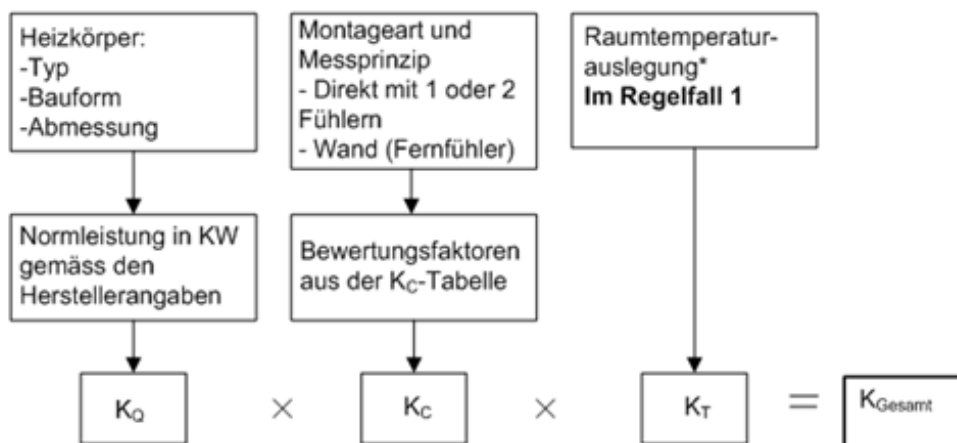 Heizkörper:
-Typ
-Bauform
-Abmessung
Montageart und
Messprinzip
- Direkt mit 1 oder 2
Fühlern
- Wand (Fernfühler)
Raumtemperatur-
auslegung*
Im Regelfall 1
Normleistung in KW
gemäss den
Herstellerangaben
Bewertungsfaktoren
aus der KC-Tabelle
KQ × KC × KT = KGesamt